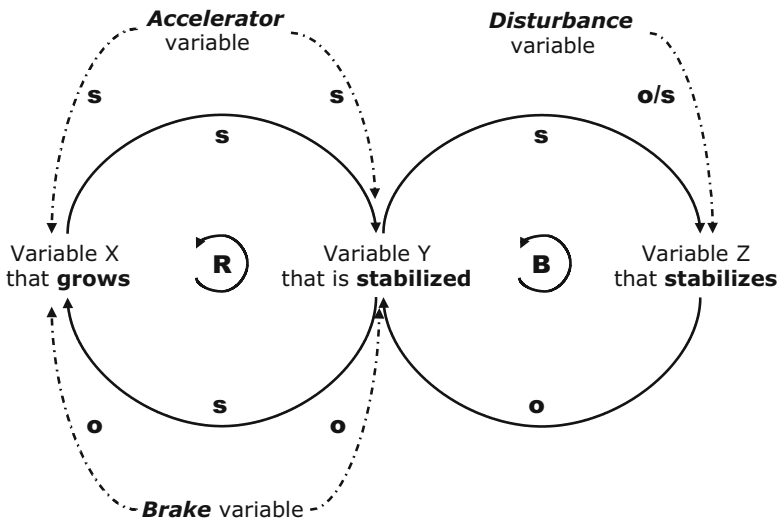 Accelerator
variable
Disturbance
variable
s
s
o/s
s
s
Variable X
that grows
R
Variable Y
that is stabilized
B
Variable Z
that stabilizes
s
o
o
o
Brake variable